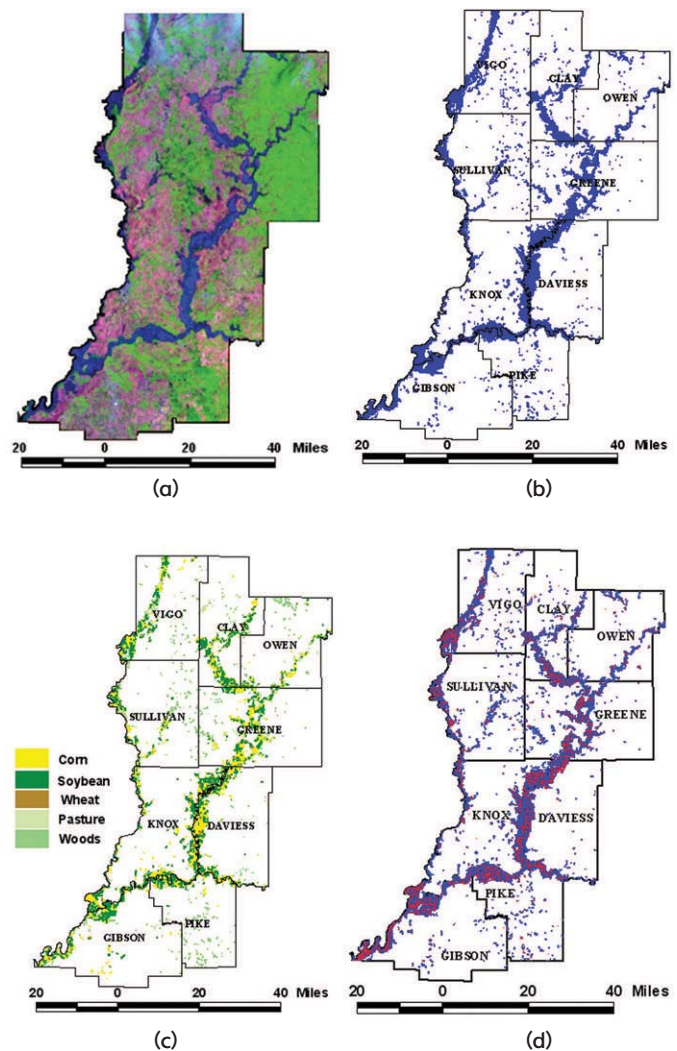 VIGO
CLAY
OWEN
SULLIVAN
GREENE
KNOX
DAVIESS
PIKE
GIBSON
20 0 20 40 Miles
(a)
20 0 20 40 Miles
(b)
VIGO
CLAY
OWEN
SULLIVAN
GREENE
Corn
Soybean
Wheat
Pasture
Woods
KNOX
DAVIESS
PIKE
GIBSON
20 0 20 40 Miles
(c)
VIGO
CLAY
OWEN
SULLIVAN
GREENE
KNOX
DAVIESS
PIKE
GIBSON
20 0 20 40 Miles
(d)